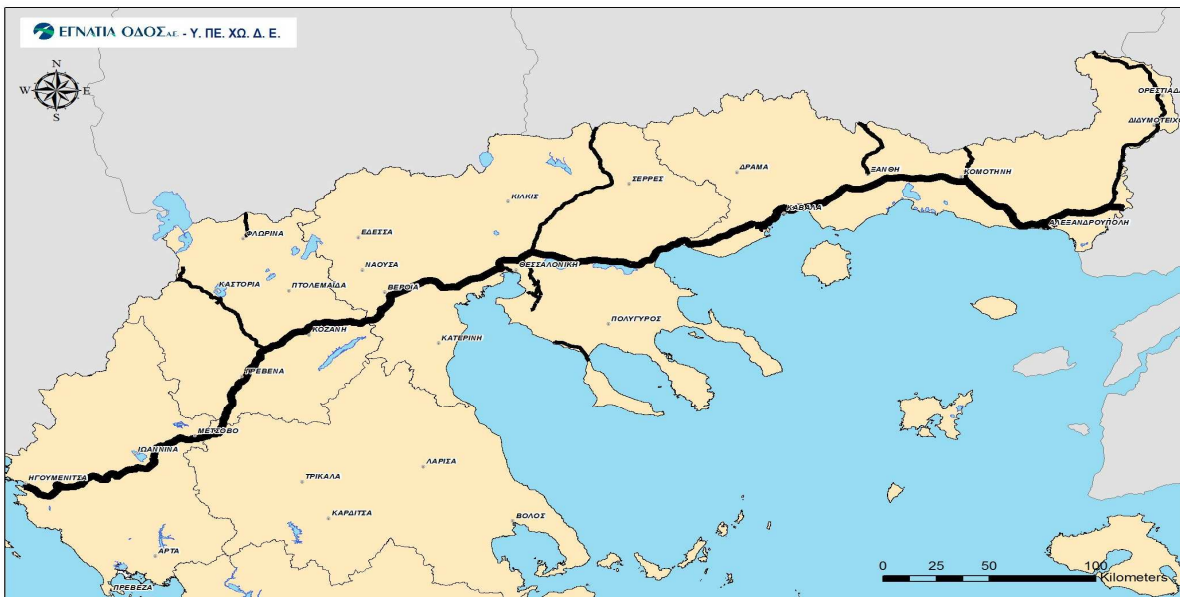 ΕΓΝΑΤΙΑ ΟΔΟΣ Α.Ε. - Υ. ΠΕ. ΧΩ. Δ. Ε.
N
W E
S
ΟΡΕΣΤΙΑΔΑ
ΔΙΔΥΜΟΤΕΙΧΟ
ΞΑΝΘΗ
ΚΟΜΟΤΗΝΗ
ΔΡΑΜΑ
ΣΕΡΡΕΣ
ΚΙΛΚΙΣ
ΚΑΒΑΛΑ
ΑΛΕΞΑΝΔΡΟΥΠΟΛΗ
ΦΛΩΡΙΝΑ
ΕΔΕΣΣΑ
ΝΑΟΥΣΑ
ΘΕΣΣΑΛΟΝΙΚΗ
ΚΑΣΤΟΡΙΑ
ΠΤΟΛΕΜΑΙΔΑ
ΒΕΡΟΙΑ
ΚΟΖΑΝΗ
ΚΑΤΕΡΙΝΗ
ΠΟΛΥΓΥΡΟΣ
ΓΡΕΒΕΝΑ
ΜΕΤΣΟΒΟ
ΙΩΑΝΝΙΝΑ
ΗΓΟΥΜΕΝΙΤΣΑ
ΛΑΡΙΣΑ
ΤΡΙΚΑΛΑ
ΚΑΡΔΙΤΣΑ
ΒΟΛΟΣ
ΑΡΤΑ
ΠΡΕΒΕΖΑ
0 25 50 100
Kilometers